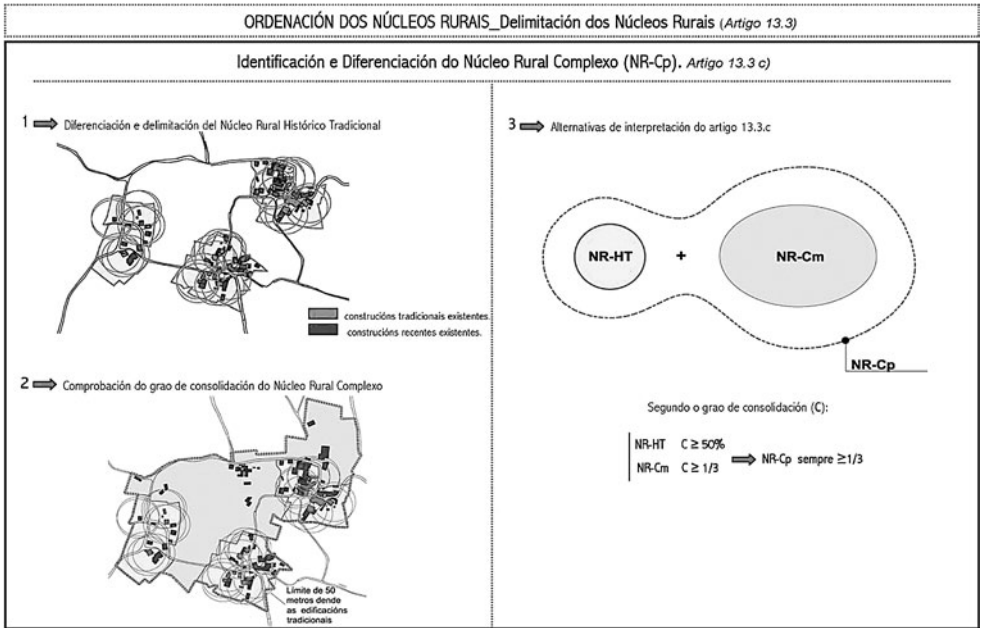 ORDENACIÓN DOS NÚCLEOS RURAIS_Delimitación dos Núcleos Rurais (Artigo 13.3)
Identificación e Diferenciación do Núcleo Rural Complexo (NR-Cp). Artigo 13.3 c)
1 Diferenciación e delimitación del Núcleo Rural Histórico Tradicional
construcións tradicionais existentes.
construcións recentes existentes.
2 Comprobación do grao de consolidación do Núcleo Rural Complexo
Límite de 50
metros dende
as edificacións
tradicionais
3 Alternativas de interpretación do artigo 13.3.c
NR-HT + NR-Cm
NR-Cp
Segundo o grao de consolidación (C):
NR-HT C ≥ 50%
NR-Cm C ≥ 1/3
NR-Cp sempre ≥1/3